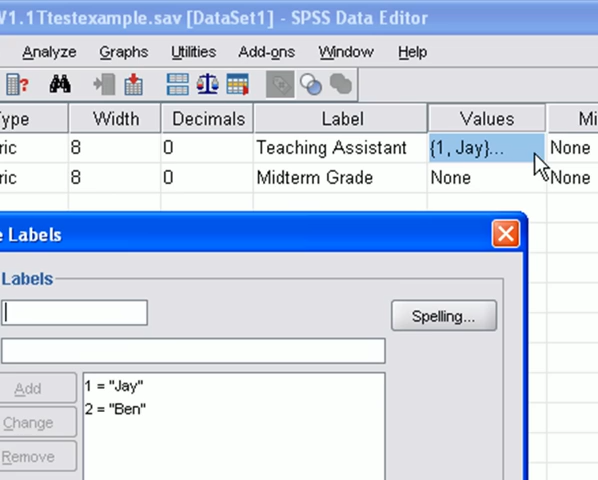 V1.1Ttestexample.sav [DataSet1] - SPSS Data Editor
Analyze Graphs Utilities Add-ons Window Help
ype Width Decimals Label Values Mi
ric 8 0 Teaching Assistant {1, Jay}... None
ric 8 0 Midterm Grade None None
e Labels
Labels
Spelling...
Add
1 = "Jay"
2 = "Ben"
Change
Remove